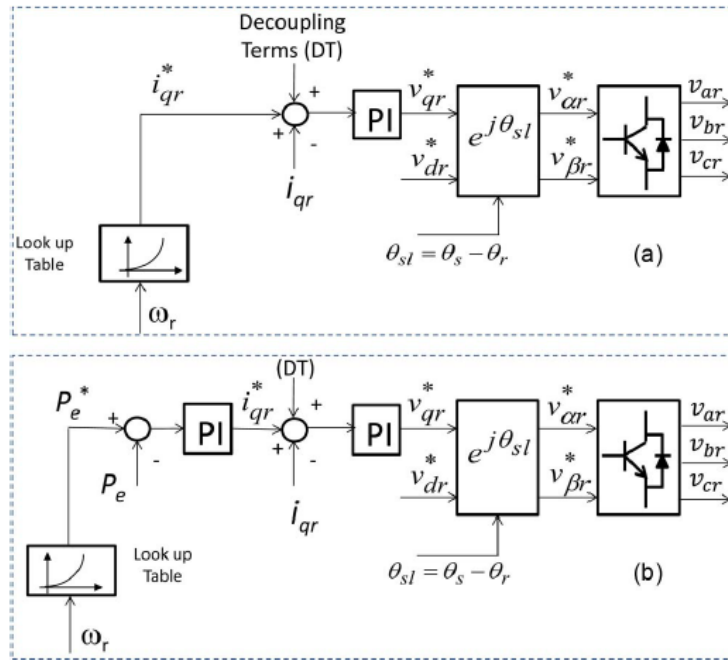 Decoupling
Terms (DT)
i*qr
+
+
-
iqr
PI
v*qr
v*dr
e^jθsl
v*αr
v*βr
var
vbr
vcr
Look up
Table
ωr
θsl = θs − θr
(a)
(DT)
Pe*
+
-
Pe
PI
i*qr
+
+
-
iqr
PI
v*qr
v*dr
e^jθsl
v*αr
v*βr
var
vbr
vcr
Look up
Table
ωr
θsl = θs − θr
(b)